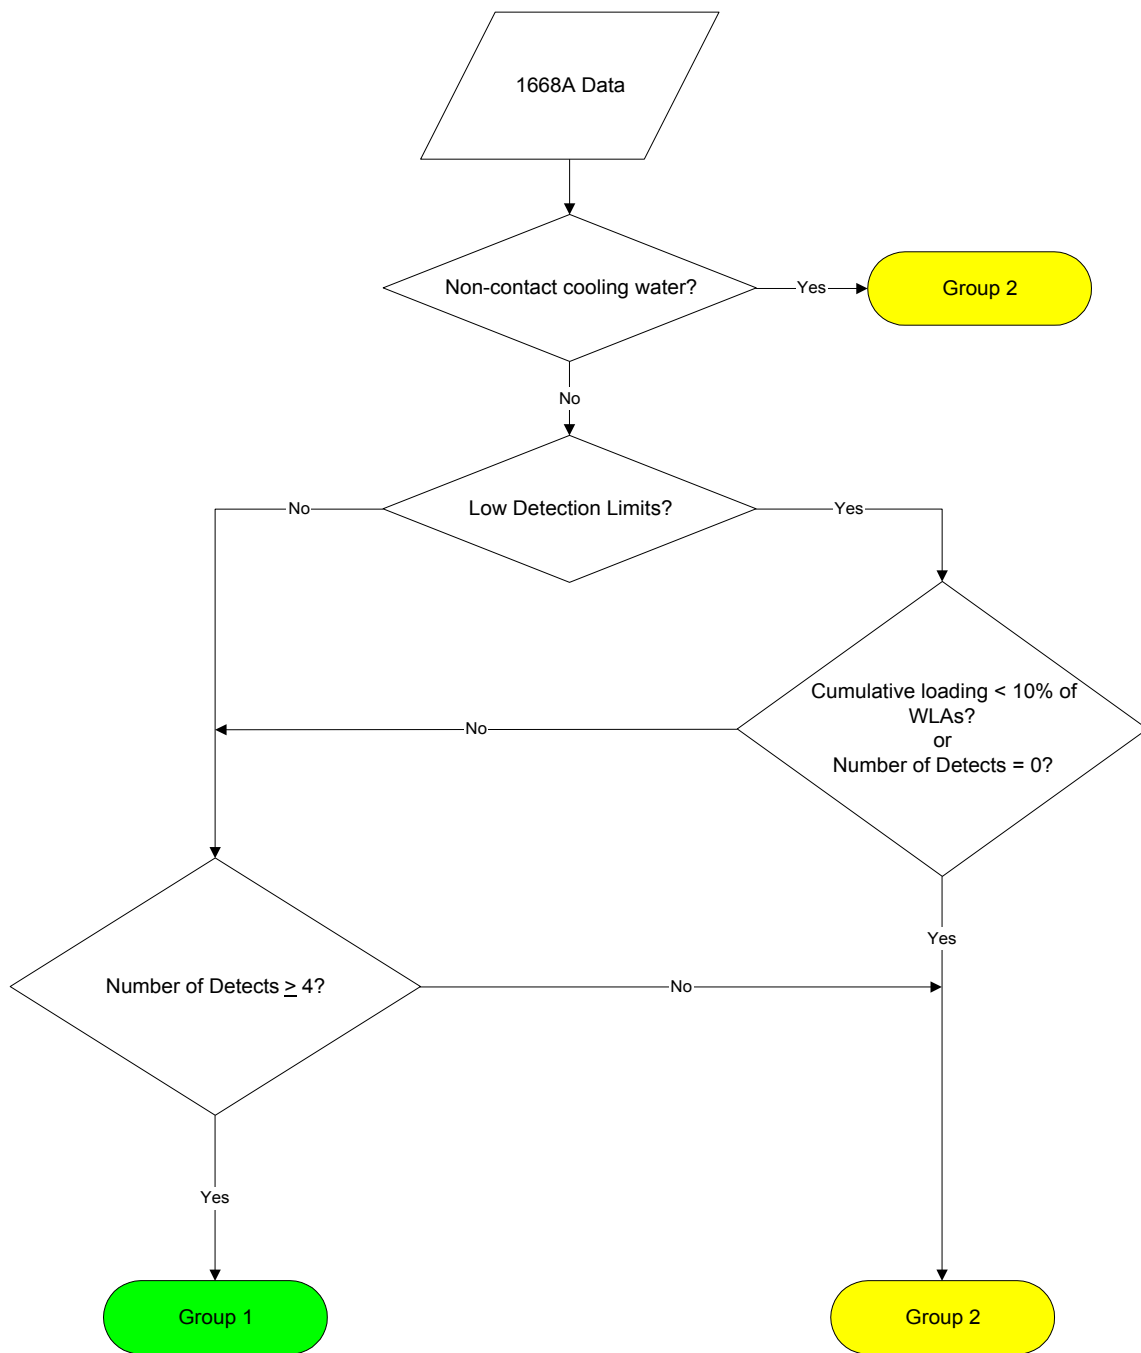 1668A Data
Non-contact cooling water?
Yes
Group 2
No
Low Detection Limits?
No
Yes
Cumulative loading < 10% of
WLAs?
or
Number of Detects = 0?
No
Yes
Number of Detects ≥ 4?
No
Yes
Group 1
Group 2